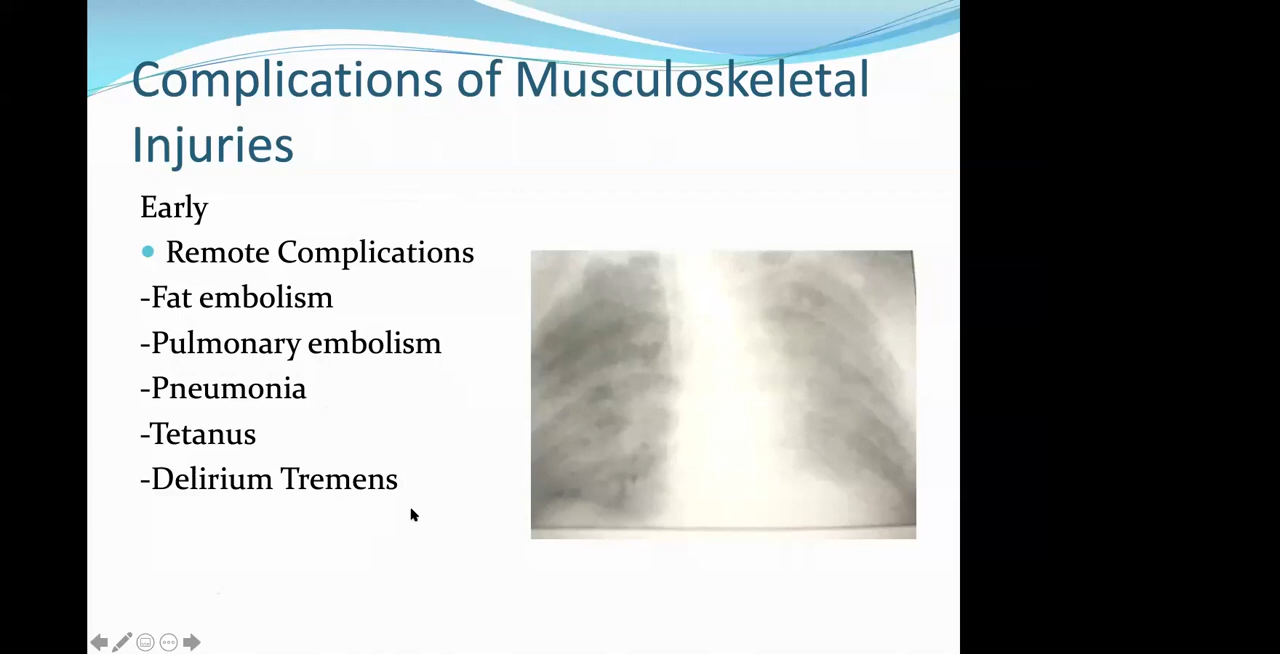 Complications of Musculoskeletal
Injuries
Early
Remote Complications
-Fat embolism
-Pulmonary embolism
-Pneumonia
-Tetanus
-Delirium Tremens